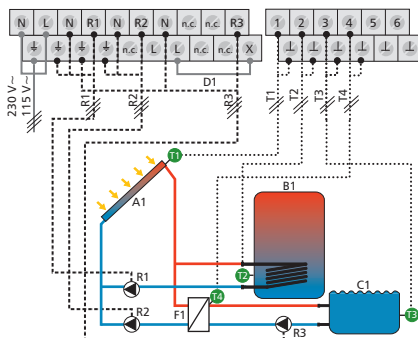 N L N R1 N R2 N n.c. n.c. R3 1 2 3 4 5 6
n.c. L L n.c. X
D1
230 V~
115 V~
R1 R2 R3 T1 T2 T3 T4
T1
A1
B1
T2
C1
R1
T4
F1
R2
R3
T3